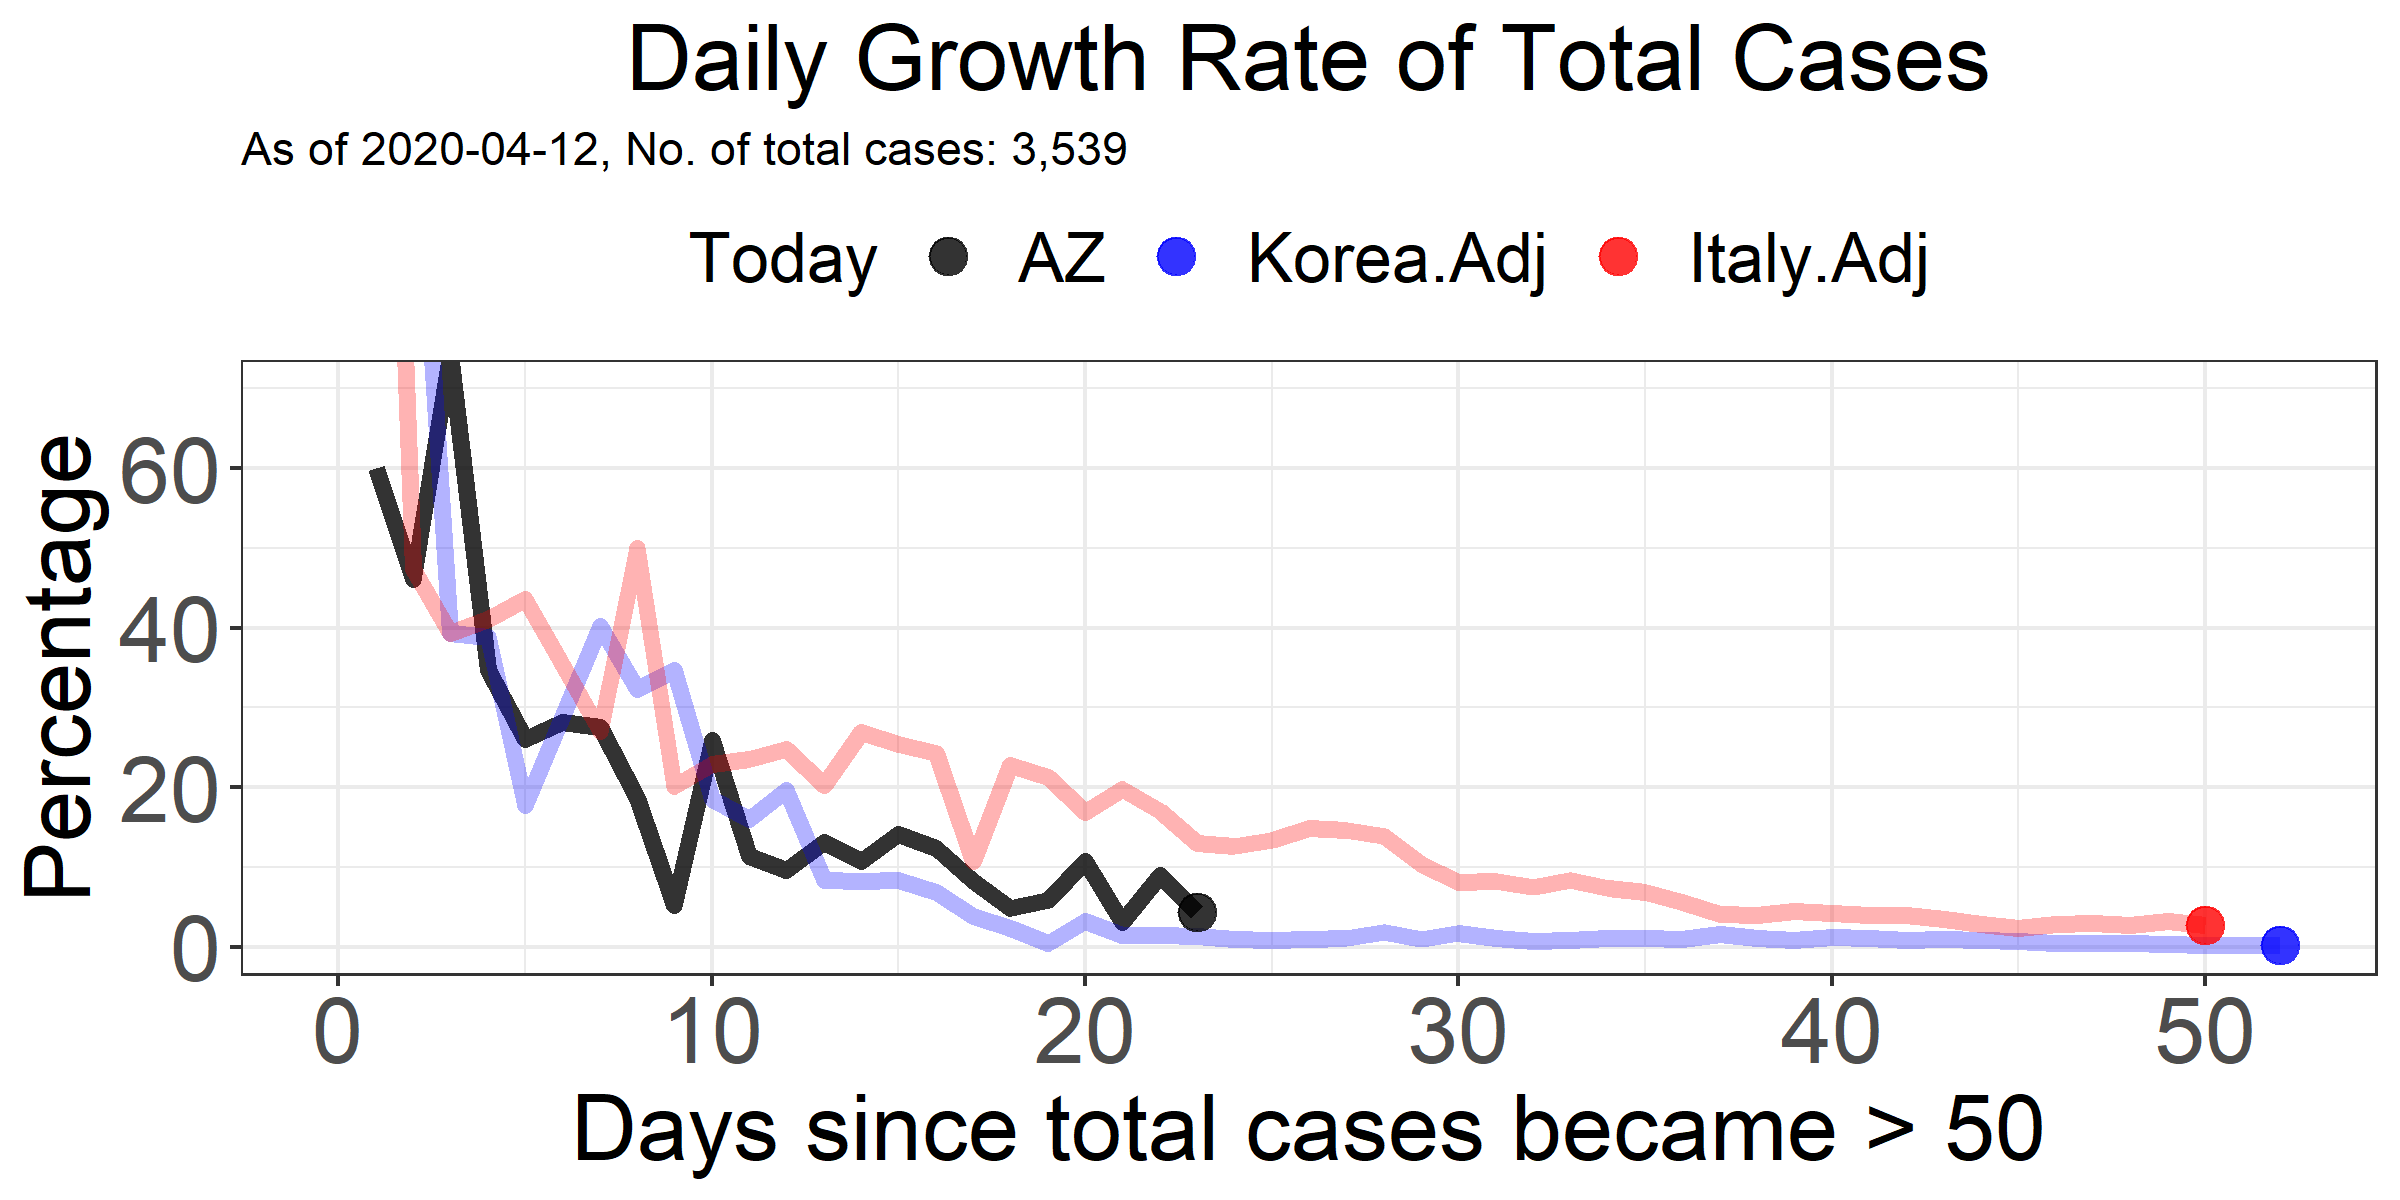 Daily Growth Rate of Total Cases
As of 2020-04-12, No. of total cases: 3,539
Today AZ Korea.Adj Italy.Adj
Percentage
60
40
20
0
0 10 20 30 40 50
Days since total cases became > 50